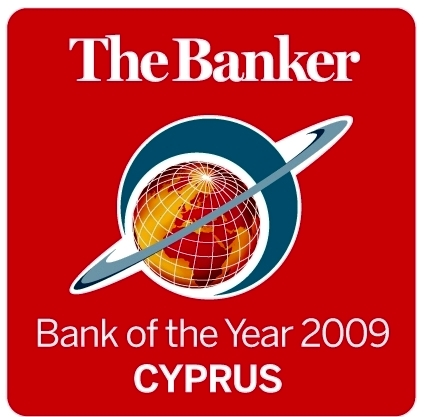 The Banker
Bank of the Year 2009
CYPRUS